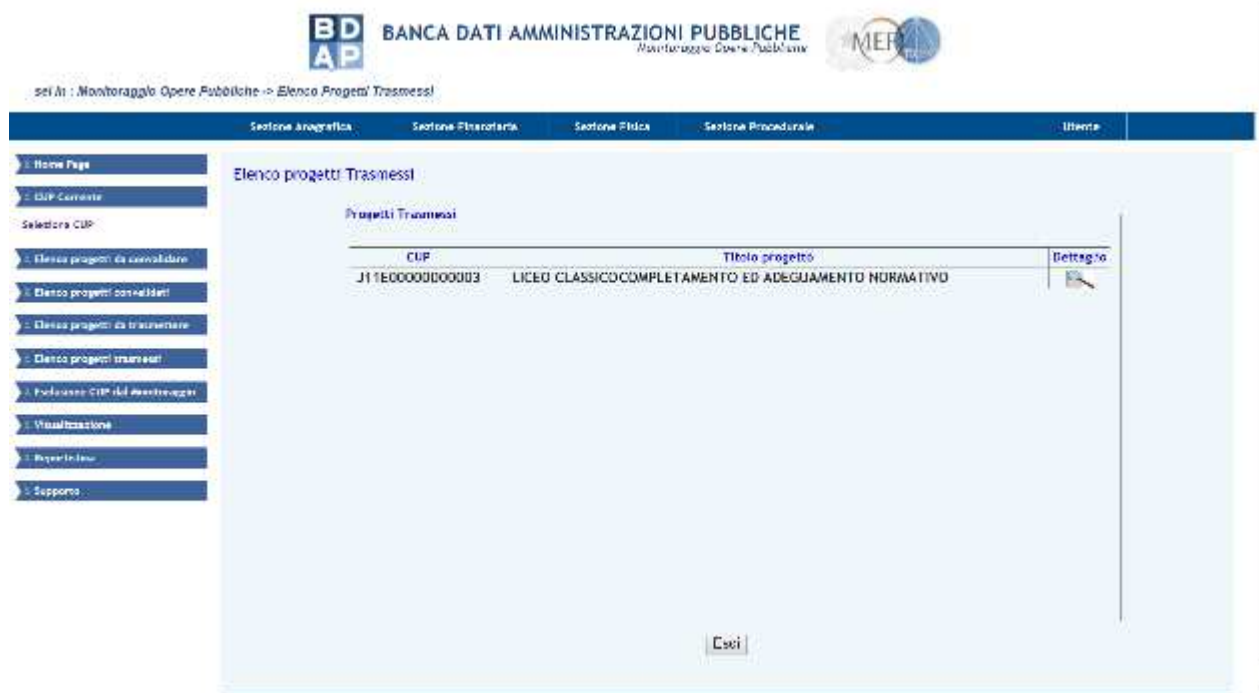 BD
AP
BANCA DATI AMMINISTRAZIONI PUBBLICHE
Monitoraggio Opere Pubbliche
MEF
sei in : Monitoraggio Opere Pubbliche -> Elenco Progetti Trasmessi
Sezione Anagrafica Sezione Finanziaria Sezione Fisica Sezione Procedurale Utente
:: Home Page
:: CUP Corrente
Seleziona CUP
:: Elenco progetti da convalidare
:: Elenco progetti convalidati
:: Elenco progetti da trasmettere
:: Elenco progetti trasmessi
:: Esclusione CUP dal Monitoraggio
:: Visualizzazione
:: Reportistica
:: Supporto
Elenco progetti Trasmessi
Progetti Trasmessi
CUP Titolo progetto Dettaglio
J11E00000000003 LICEO CLASSICOCOMPLETAMENTO ED ADEGUAMENTO NORMATIVO
Esci